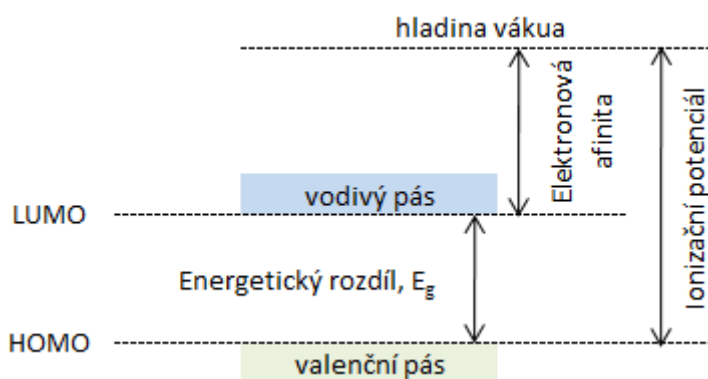 hladina vákua
Elektronová
afinita
Ionizační potenciál
vodivý pás
LUMO
Energetický rozdíl, Eg
HOMO
valenční pás